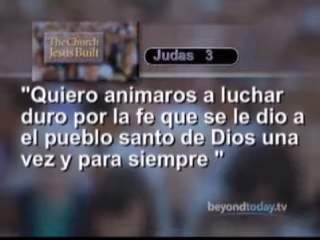 The Church
Jesus Built
Judas 3
"Quiero animaros a luchar
duro por la fe que se le dio a
el pueblo santo de Dios una
vez y para siempre "
beyondtoday.tv